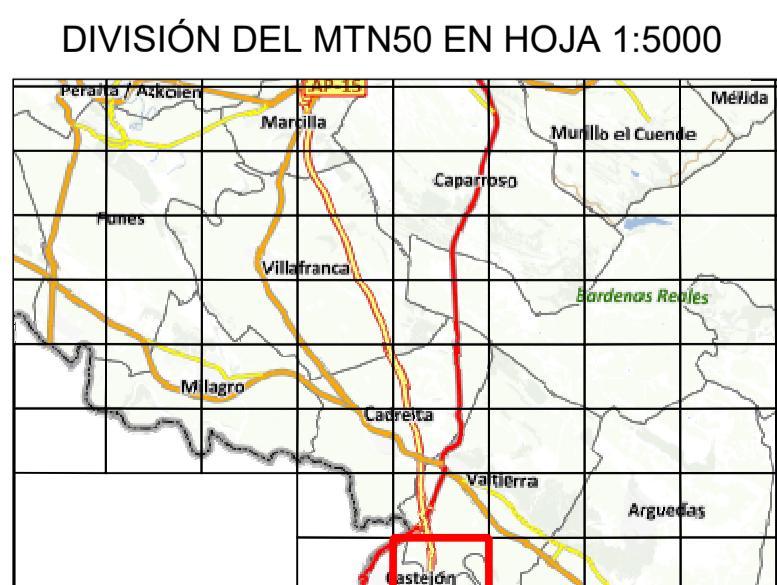 DIVISIÓN DEL MTN50 EN HOJA 1:5000
Peralta / Azkoien
AP-15
Mélida
Marcilla
Murillo el Cuende
Caparroso
Funes
Villafranca
Bardenas Reales
Milagro
Cadreita
Valtierra
Arguedas
Castejón